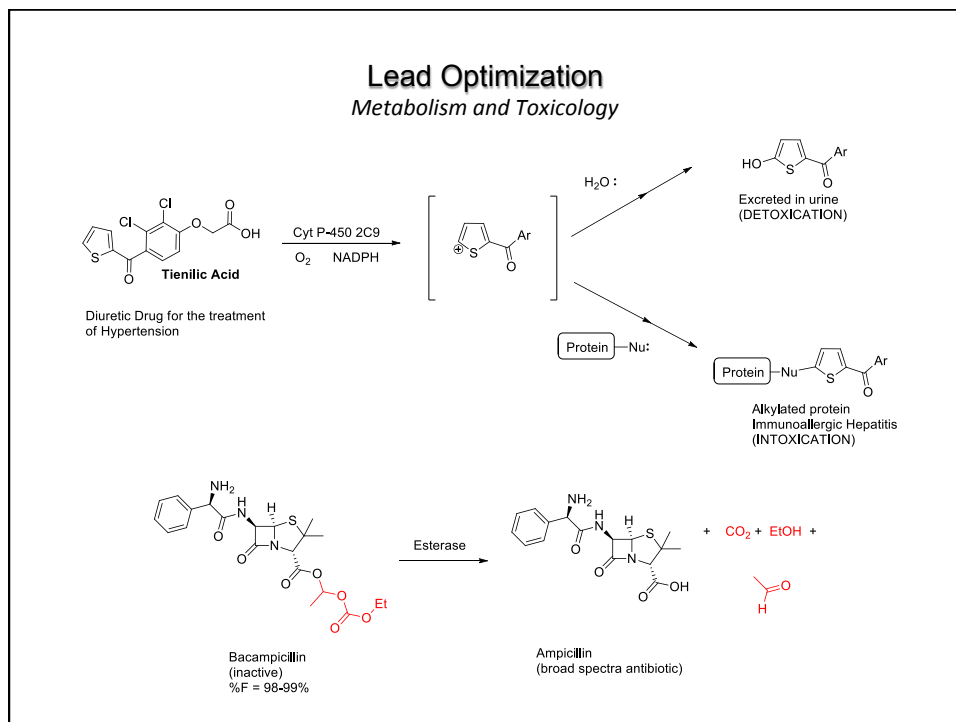 Lead Optimization
Metabolism and Toxicology
Cl
Cl
O
O
OH
S
O
Tienilic Acid
Diuretic Drug for the treatment
of Hypertension
Cyt P-450 2C9
O2 NADPH
⊕
S
Ar
O
H2O:
HO
S
Ar
O
Excreted in urine
(DETOXICATION)
Protein Nu:
Protein Nu
S
Ar
O
Alkylated protein
Immunoallergic Hepatitis
(INTOXICATION)
NH2
H
N
H
S
O
O
N
O
O
O
O
O
Et
Bacampicillin
(inactive)
%F = 98-99%
Esterase
NH2
H
N
H
S
O
O
N
O
OH
Ampicillin
(broad spectra antibiotic)
+ CO2 + EtOH +
O
H